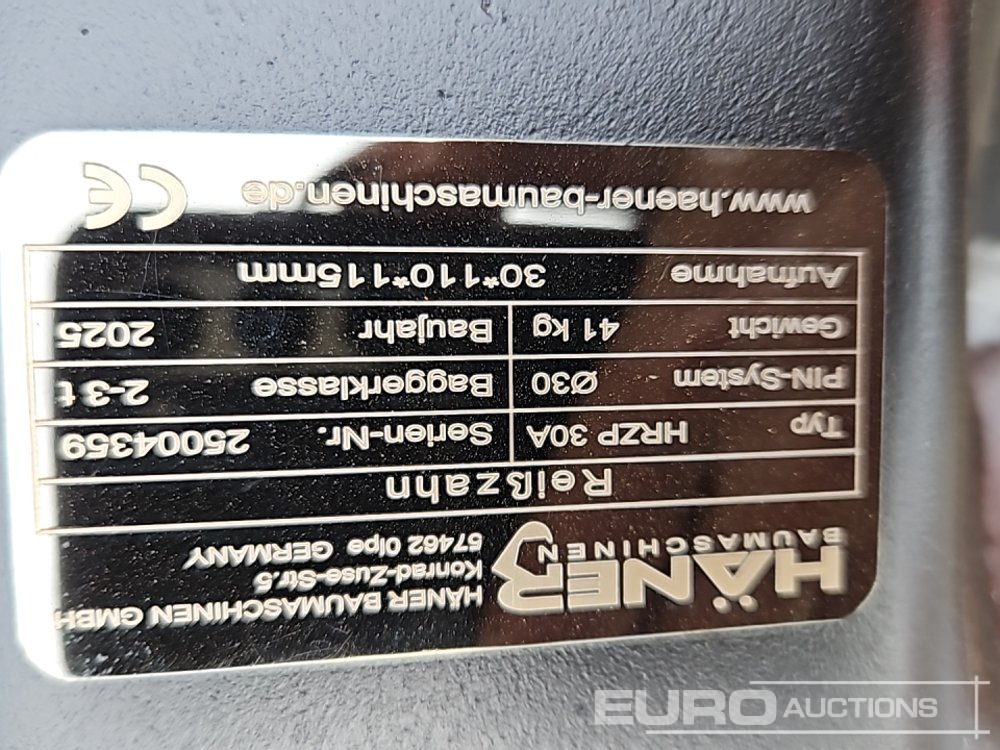 HÄNER
BAUMASCHINEN
HÄNER BAUMASCHINEN GMBH
Konrad-Zuse-Str.5
57462 Olpe GERMANY
Reißzahn
Typ HRZP 30A Serien-Nr. 25004359
PIN-System Ø30 Baggerklasse 2-3 t
Gewicht 41 kg Baujahr 2025
Aufnahme 30*110*115mm
www.haener-baumaschinen.de CE
EURO AUCTIONS